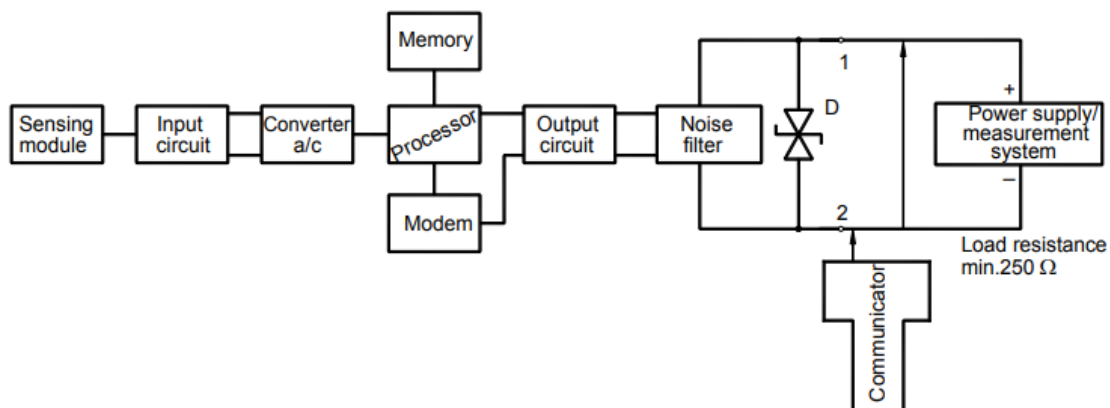 Memory
Sensing
module
Input
circuit
Converter
a/c
Processor
Output
circuit
Noise
filter
Modem
1
D
2
+
Power supply/
measurement
system
–
Load resistance
min.250 Ω
Communicator